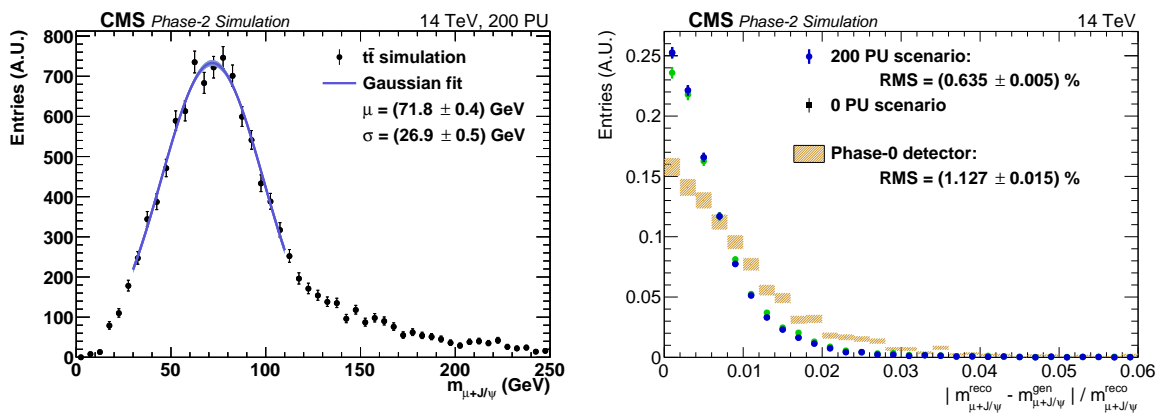 CMS Phase-2 Simulation 14 TeV, 200 PU
Entries (A.U.)
800
700
600
500
400
300
200
100
0
tt̄ simulation
Gaussian fit
μ = (71.8 ± 0.4) GeV
σ = (26.9 ± 0.5) GeV
0 50 100 150 200 250
m_{μ+J/ψ} (GeV)
CMS Phase-2 Simulation 14 TeV
Entries (A.U.)
0.25
0.2
0.15
0.1
0.05
0
200 PU scenario:
RMS = (0.635 ± 0.005) %
0 PU scenario
Phase-0 detector:
RMS = (1.127 ± 0.015) %
0 0.01 0.02 0.03 0.04 0.05 0.06
| m^{reco}_{μ+J/ψ} - m^{gen}_{μ+J/ψ} | / m^{reco}_{μ+J/ψ}